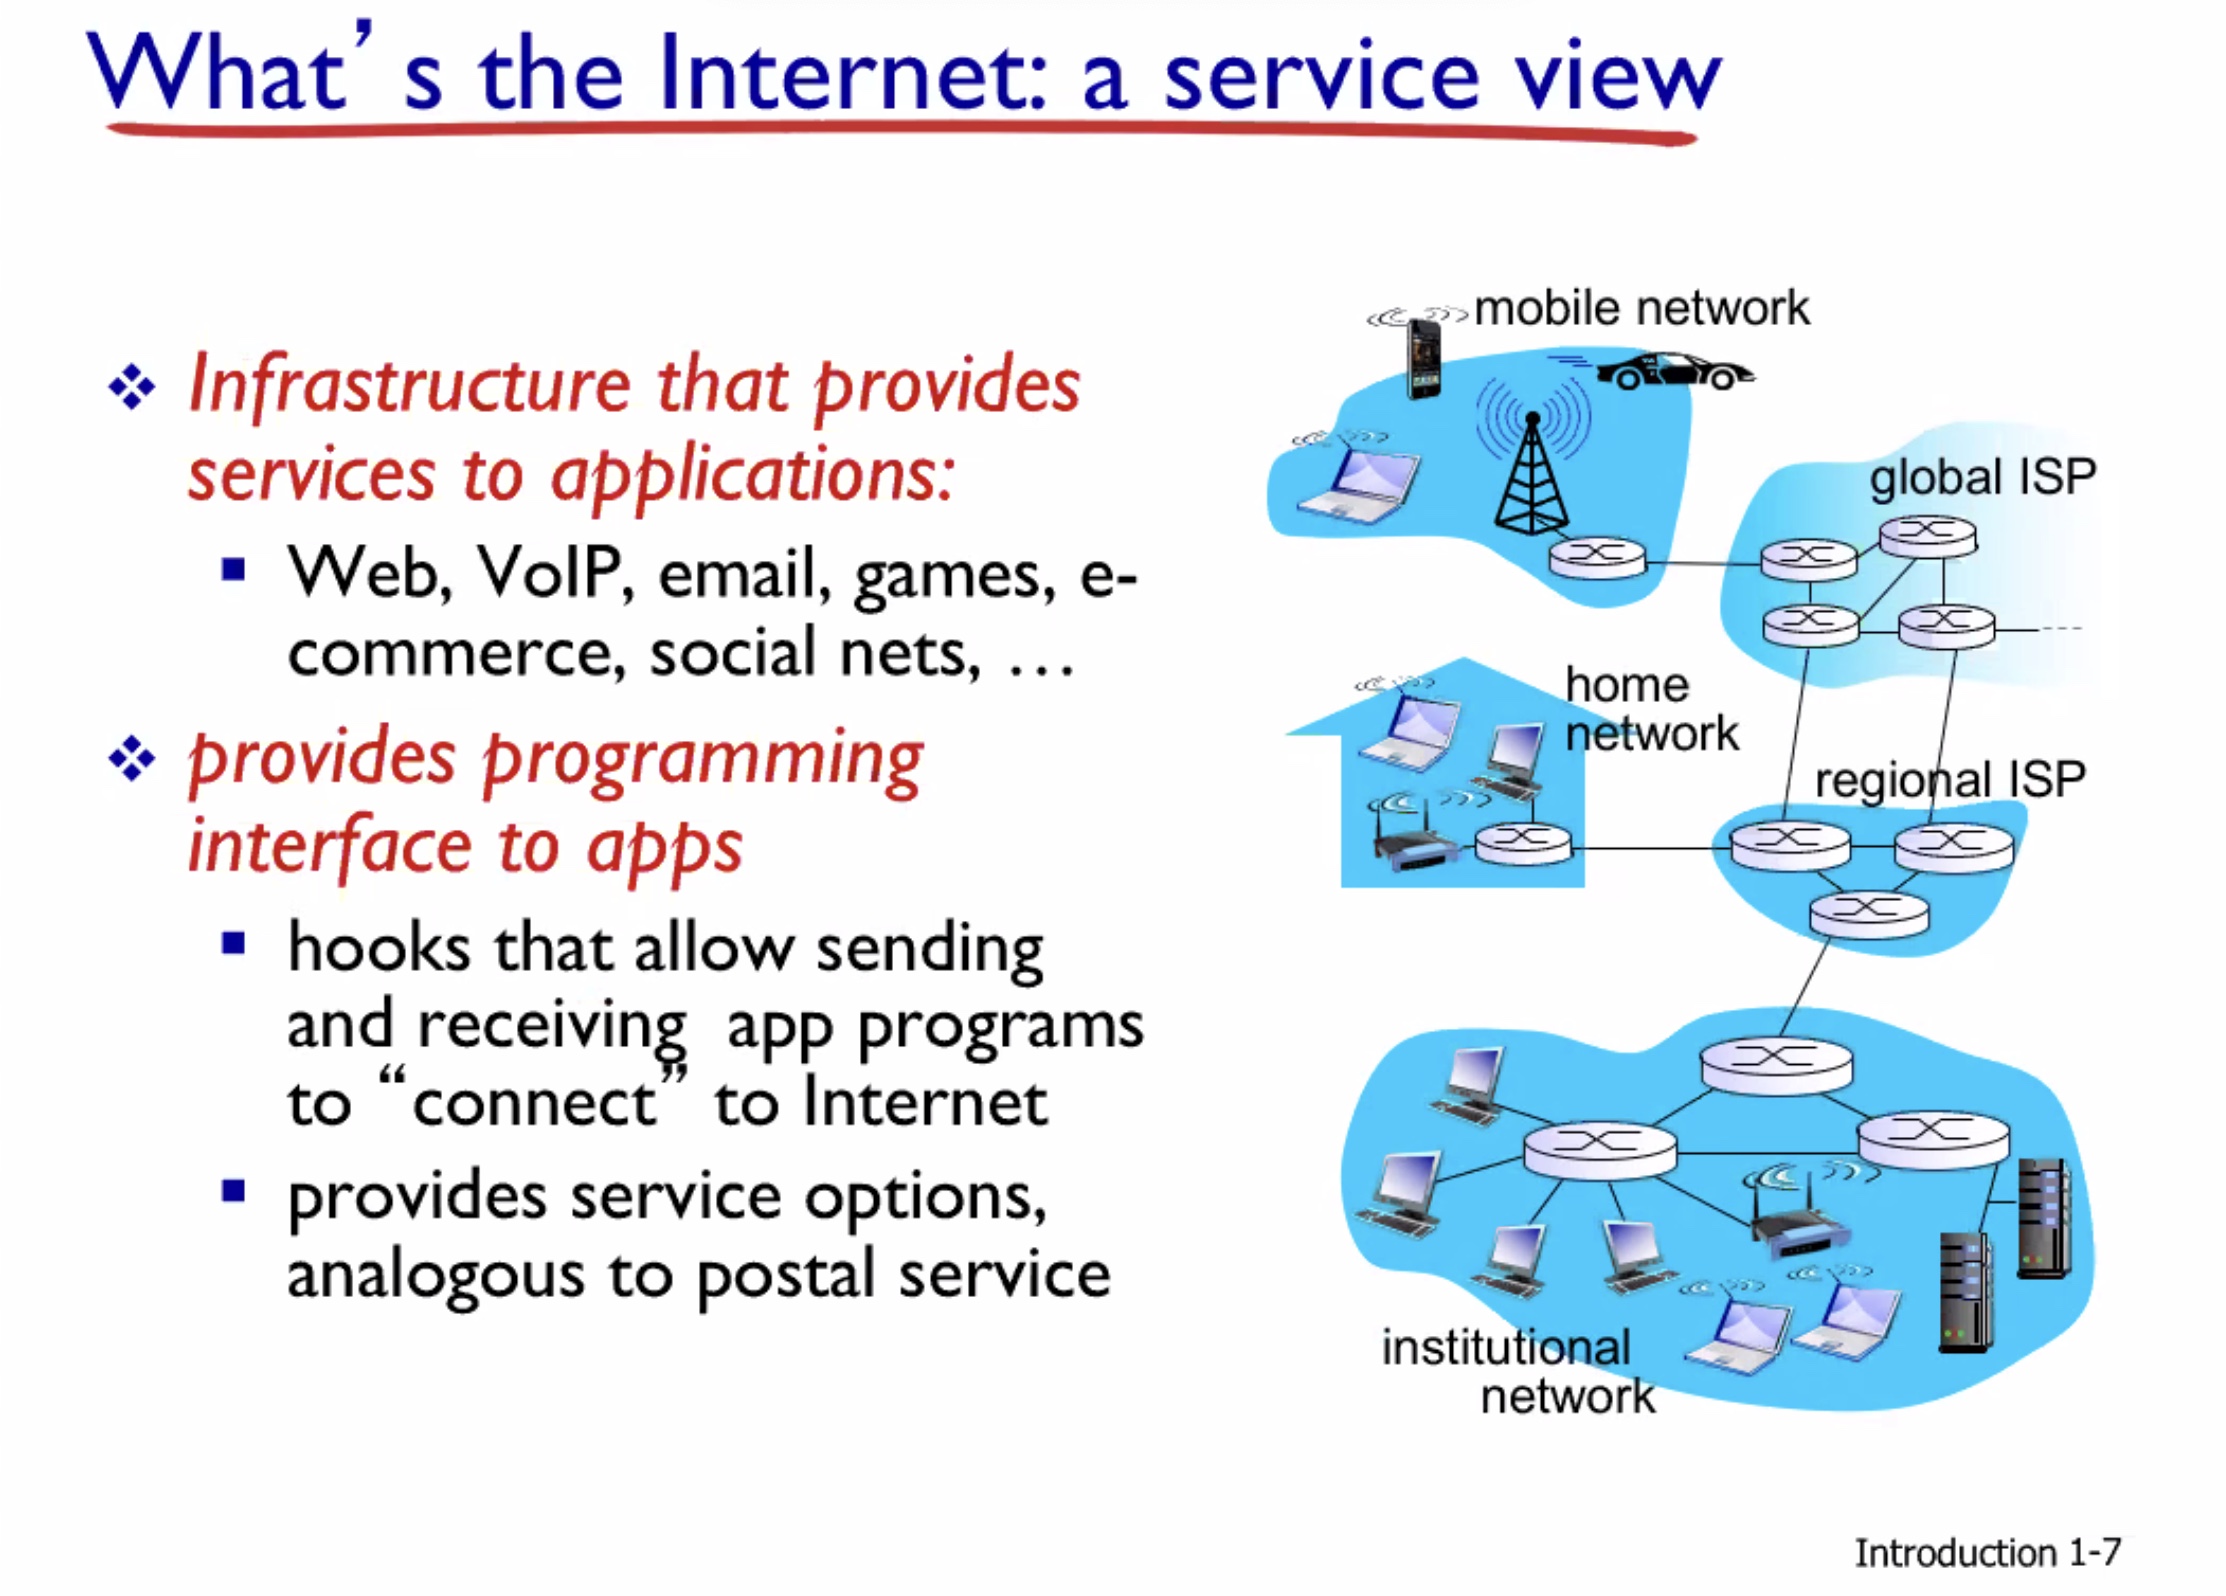 What’s the Internet: a service view
Infrastructure that provides
services to applications:
Web, VoIP, email, games, e-
commerce, social nets, …
provides programming
interface to apps
hooks that allow sending
and receiving app programs
to “connect” to Internet
provides service options,
analogous to postal service
mobile network
global ISP
home
network
regional ISP
institutional
network
Introduction 1-7